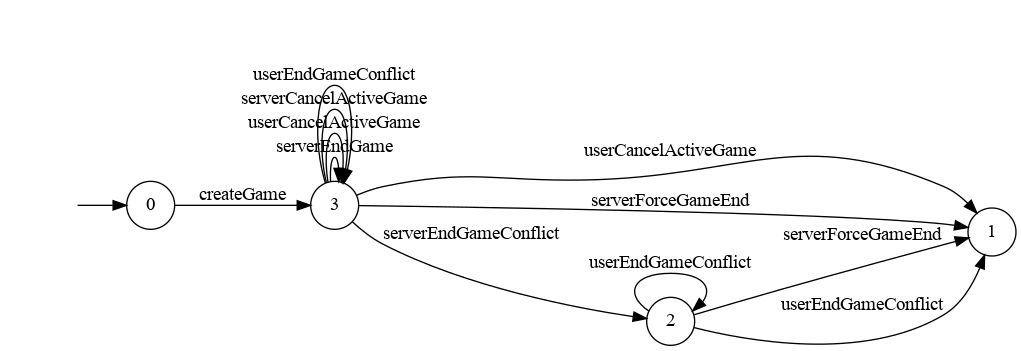 userEndGameConflict
serverCancelActiveGame
userCancelActiveGame
serverEndGame
userCancelActiveGame
createGame
serverForceGameEnd
0
3
serverEndGameConflict
serverForceGameEnd
1
userEndGameConflict
userEndGameConflict
2